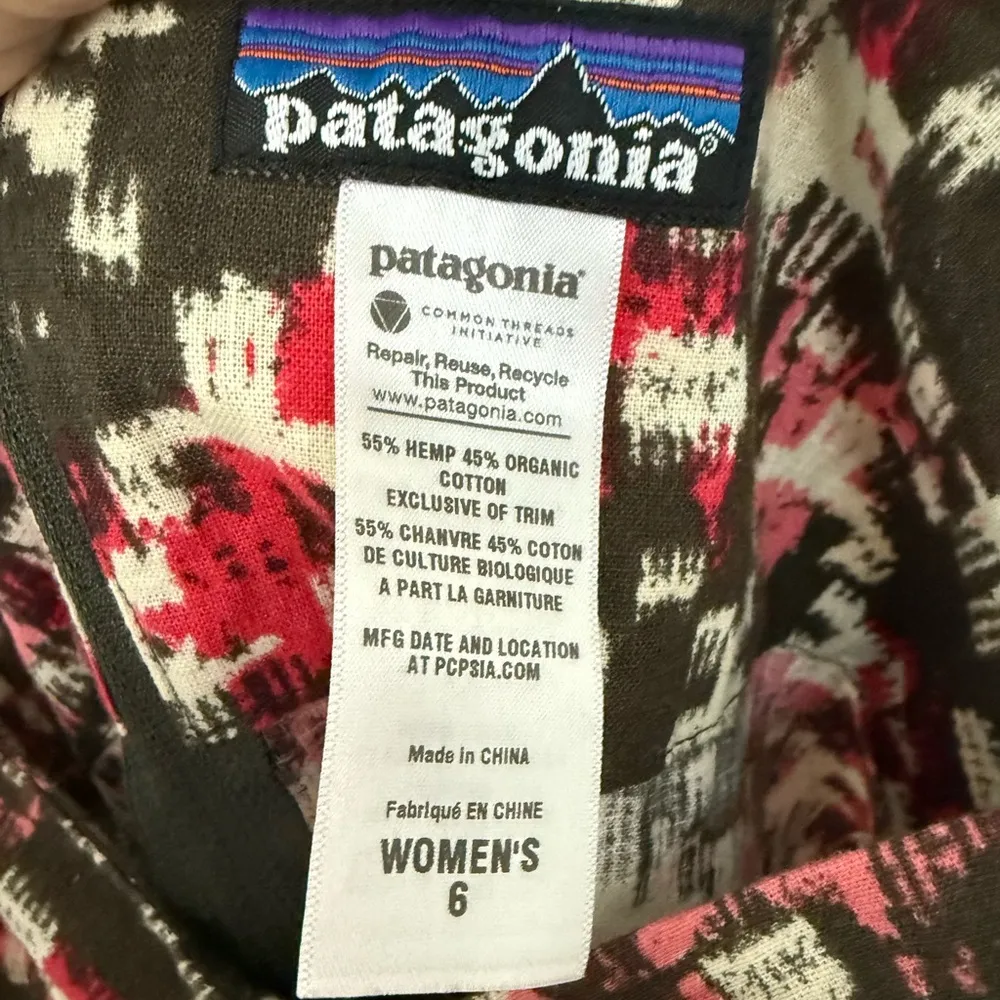 patagonia®
patagonia®
COMMON THREADS
INITIATIVE
Repair, Reuse, Recycle
This Product
www.patagonia.com
55% HEMP 45% ORGANIC
COTTON
EXCLUSIVE OF TRIM
55% CHANVRE 45% COTON
DE CULTURE BIOLOGIQUE
A PART LA GARNITURE
MFG DATE AND LOCATION
AT PCPSIA.COM
Made in CHINA
Fabriqué EN CHINE
WOMEN'S
6